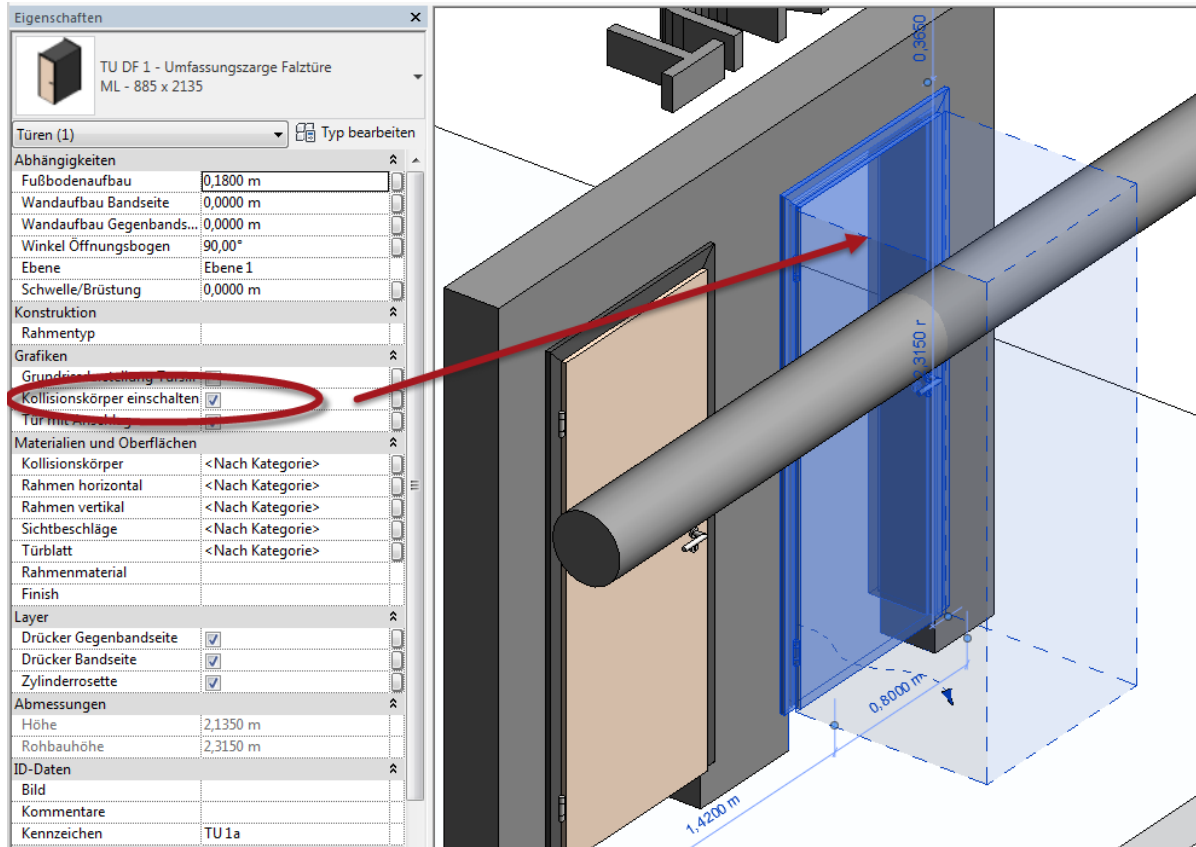 Eigenschaften
TU DF 1 - Umfassungszarge Falztüre
ML - 885 x 2135
Türen (1) Typ bearbeiten
Abhängigkeiten
Fußbodenaufbau 0,1800 m
Wandaufbau Bandseite 0,0000 m
Wandaufbau Gegenbands... 0,0000 m
Winkel Öffnungsbogen 90,00°
Ebene Ebene 1
Schwelle/Brüstung 0,0000 m
Konstruktion
Rahmentyp
Grafiken
Kollisionskörper einschalten
Tür mit Anschlag
Materialien und Oberflächen
Kollisionskörper <Nach Kategorie>
Rahmen horizontal <Nach Kategorie>
Rahmen vertikal <Nach Kategorie>
Sichtbeschläge <Nach Kategorie>
Türblatt <Nach Kategorie>
Rahmenmaterial
Finish
Layer
Drücker Gegenbandseite
Drücker Bandseite
Zylinderrosette
Abmessungen
Höhe 2,1350 m
Rohbauhöhe 2,3150 m
ID-Daten
Bild
Kommentare
Kennzeichen TU 1a
0,3650
0,8000 m
1,4200 m